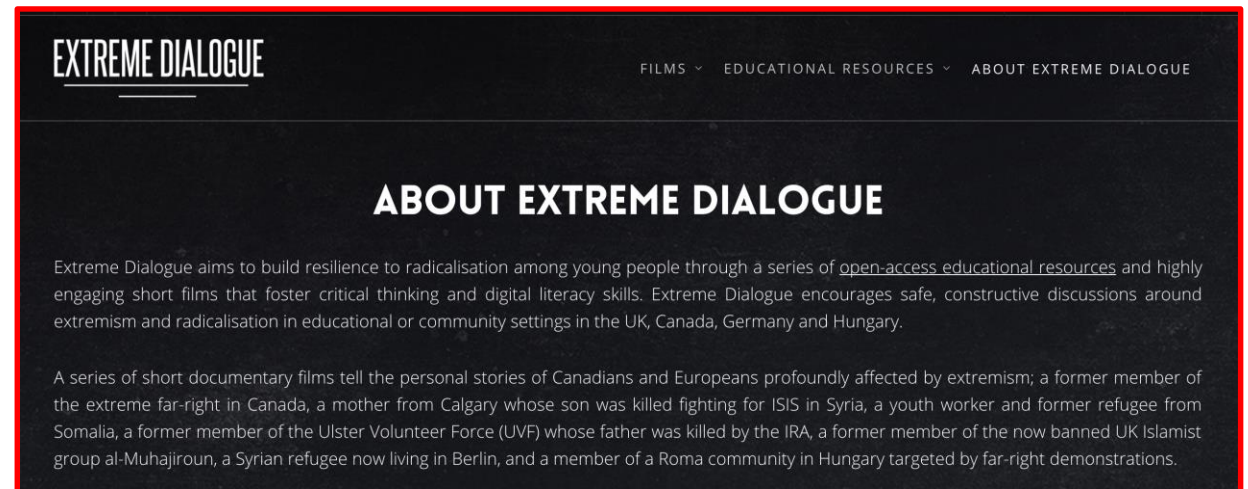 EXTREME DIALOGUE
FILMS EDUCATIONAL RESOURCES ABOUT EXTREME DIALOGUE
ABOUT EXTREME DIALOGUE
Extreme Dialogue aims to build resilience to radicalisation among young people through a series of open-access educational resources and highly
engaging short films that foster critical thinking and digital literacy skills. Extreme Dialogue encourages safe, constructive discussions around
extremism and radicalisation in educational or community settings in the UK, Canada, Germany and Hungary.
A series of short documentary films tell the personal stories of Canadians and Europeans profoundly affected by extremism; a former member of
the extreme far-right in Canada, a mother from Calgary whose son was killed fighting for ISIS in Syria, a youth worker and former refugee from
Somalia, a former member of the Ulster Volunteer Force (UVF) whose father was killed by the IRA, a former member of the now banned UK Islamist
group al-Muhajiroun, a Syrian refugee now living in Berlin, and a member of a Roma community in Hungary targeted by far-right demonstrations.